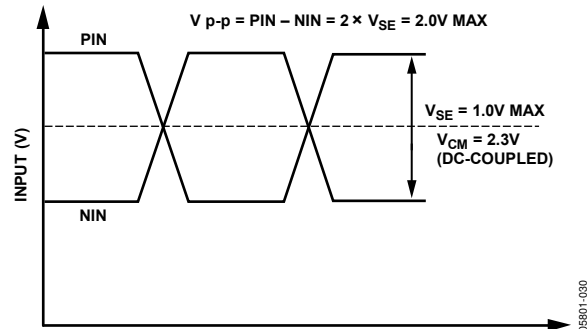 V p-p = PIN – NIN = 2 × VSE = 2.0V MAX
PIN
VSE = 1.0V MAX
VCM = 2.3V
(DC-COUPLED)
INPUT (V)
NIN
05801-030